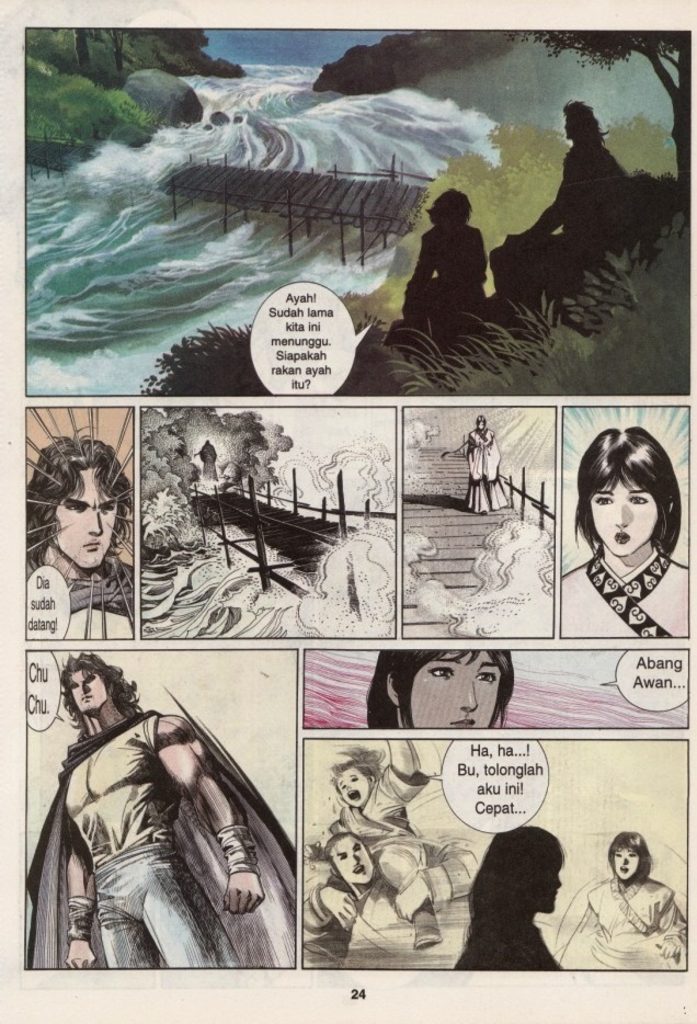 Ayah!
Sudah lama
kita ini
menunggu.
Siapakah
rakan ayah
itu?
Dia
sudah
datang!
Chu
Chu.
Abang
Awan...
Ha, ha...!
Bu, tolonglah
aku ini!
Cepat...
24